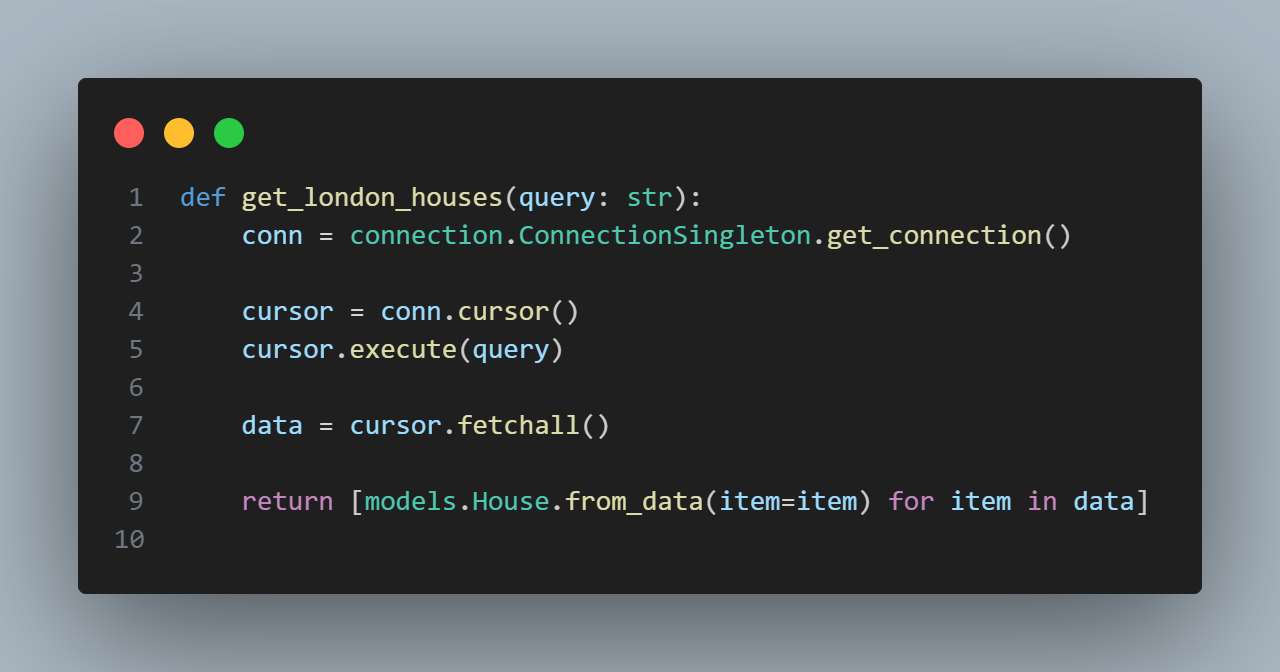 1 def get_london_houses(query: str):
2     conn = connection.ConnectionSingleton.get_connection()
3
4     cursor = conn.cursor()
5     cursor.execute(query)
6
7     data = cursor.fetchall()
8
9     return [models.House.from_data(item=item) for item in data]
10